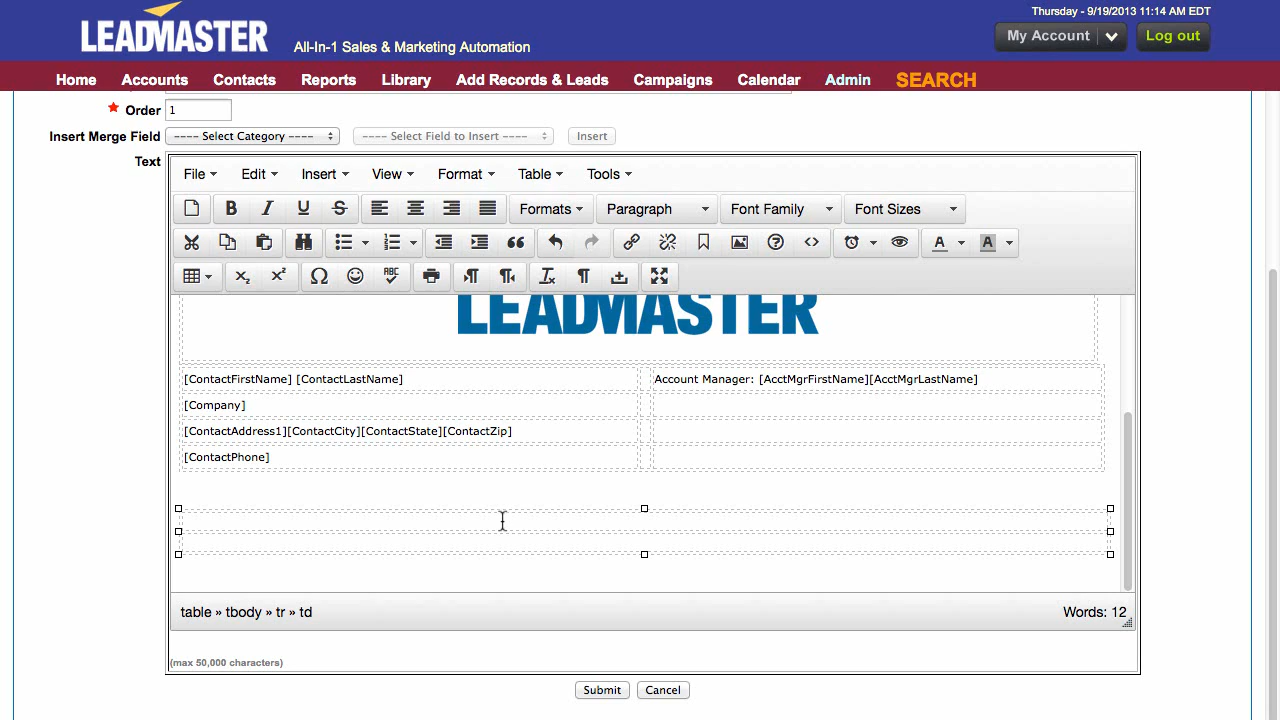 Thursday - 9/19/2013 11:14 AM EDT
LEADMASTER All-In-1 Sales & Marketing Automation
My Account Log out
Home Accounts Contacts Reports Library Add Records & Leads Campaigns Calendar Admin SEARCH
Order 1
Insert Merge Field ---- Select Category ---- ---- Select Field to Insert ---- Insert
Text
File Edit Insert View Format Table Tools
B I U S Formats Paragraph Font Family Font Sizes
A A
ABC
LEADMASTER
[ContactFirstName] [ContactLastName] Account Manager: [AcctMgrFirstName][AcctMgrLastName]
[Company]
[ContactAddress1][ContactCity][ContactState][ContactZip]
[ContactPhone]
table » tbody » tr » td Words: 12
(max 50,000 characters)
Submit Cancel